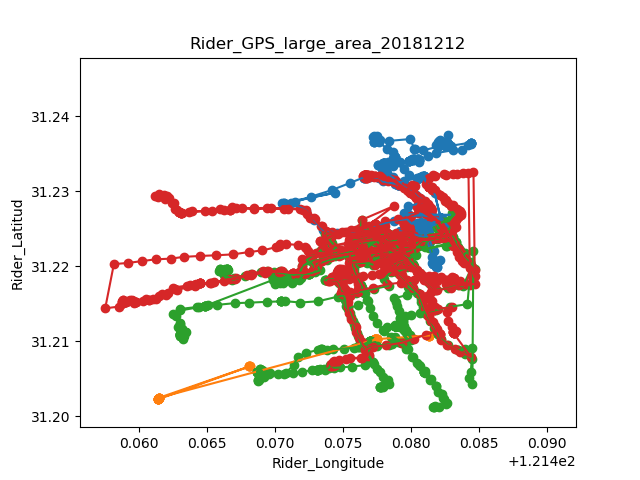 Rider_GPS_large_area_20181212
31.24
31.23
31.22
31.21
31.20
Rider_Latitud
0.060 0.065 0.070 0.075 0.080 0.085 0.090
+1.214e2
Rider_Longitude